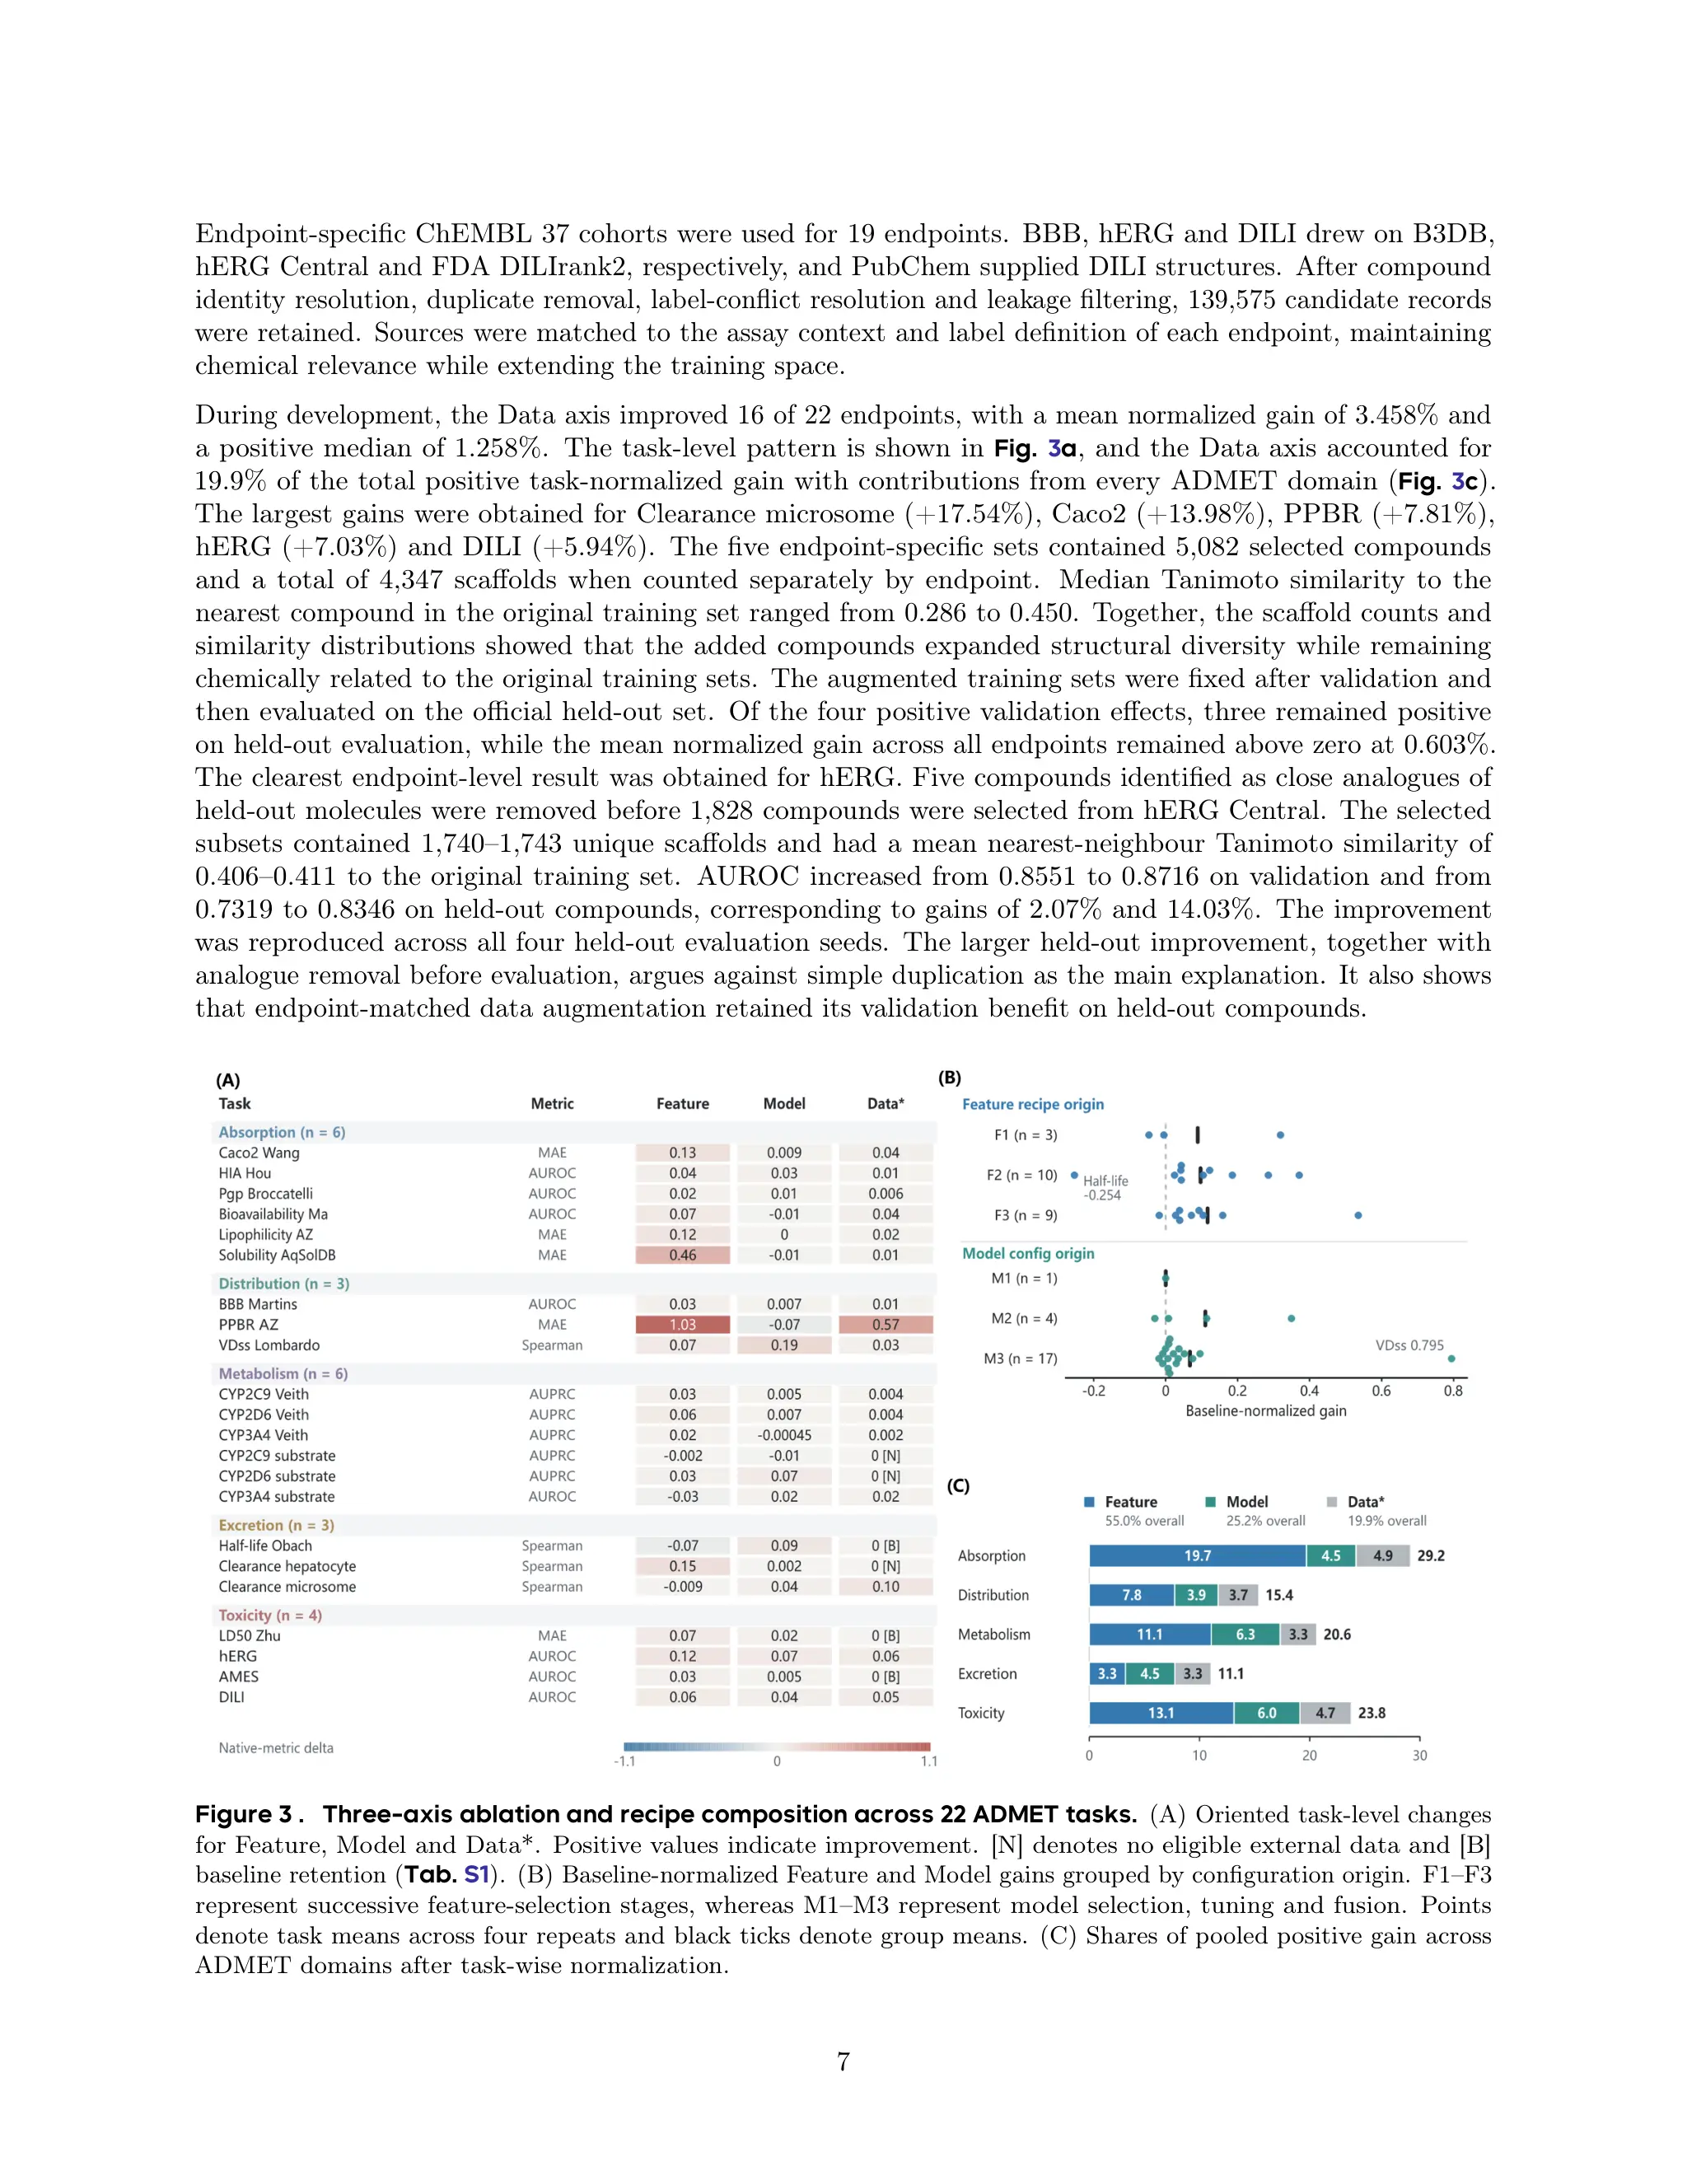 Endpoint-specific ChEMBL 37 cohorts were used for 19 endpoints. BBB, hERG and DILI drew on B3DB,
hERG Central and FDA DILIrank2, respectively, and PubChem supplied DILI structures. After compound
identity resolution, duplicate removal, label-conflict resolution and leakage filtering, 139,575 candidate records
were retained. Sources were matched to the assay context and label definition of each endpoint, maintaining
chemical relevance while extending the training space.
During development, the Data axis improved 16 of 22 endpoints, with a mean normalized gain of 3.458% and
a positive median of 1.258%. The task-level pattern is shown in Fig. 3a, and the Data axis accounted for
19.9% of the total positive task-normalized gain with contributions from every ADMET domain (Fig. 3c).
The largest gains were obtained for Clearance microsome (+17.54%), Caco2 (+13.98%), PPBR (+7.81%),
hERG (+7.03%) and DILI (+5.94%). The five endpoint-specific sets contained 5,082 selected compounds
and a total of 4,347 scaffolds when counted separately by endpoint. Median Tanimoto similarity to the
nearest compound in the original training set ranged from 0.286 to 0.450. Together, the scaffold counts and
similarity distributions showed that the added compounds expanded structural diversity while remaining
chemically related to the original training sets. The augmented training sets were fixed after validation and
then evaluated on the official held-out set. Of the four positive validation effects, three remained positive
on held-out evaluation, while the mean normalized gain across all endpoints remained above zero at 0.603%.
The clearest endpoint-level result was obtained for hERG. Five compounds identified as close analogues of
held-out molecules were removed before 1,828 compounds were selected from hERG Central. The selected
subsets contained 1,740–1,743 unique scaffolds and had a mean nearest-neighbour Tanimoto similarity of
0.406–0.411 to the original training set. AUROC increased from 0.8551 to 0.8716 on validation and from
0.7319 to 0.8346 on held-out compounds, corresponding to gains of 2.07% and 14.03%. The improvement
was reproduced across all four held-out evaluation seeds. The larger held-out improvement, together with
analogue removal before evaluation, argues against simple duplication as the main explanation. It also shows
that endpoint-matched data augmentation retained its validation benefit on held-out compounds.
(A)
Task Metric Feature Model Data*
Absorption (n = 6)
Caco2 Wang MAE 0.13 0.009 0.04
HIA Hou AUROC 0.04 0.03 0.01
Pgp Broccatelli AUROC 0.02 0.01 0.006
Bioavailability Ma AUROC 0.07 -0.01 0.04
Lipophilicity AZ MAE 0.12 0 0.02
Solubility AqSolDB MAE 0.46 -0.01 0.01
Distribution (n = 3)
BBB Martins AUROC 0.03 0.007 0.01
PPBR AZ MAE 1.03 -0.07 0.57
VDss Lombardo Spearman 0.07 0.19 0.03
Metabolism (n = 6)
CYP2C9 Veith AUPRC 0.03 0.005 0.004
CYP2D6 Veith AUPRC 0.06 0.007 0.004
CYP3A4 Veith AUPRC 0.02 -0.00045 0.002
CYP2C9 substrate AUPRC -0.002 -0.01 0 [N]
CYP2D6 substrate AUPRC 0.03 0.07 0 [N]
CYP3A4 substrate AUROC -0.03 0.02 0.02
Excretion (n = 3)
Half-life Obach Spearman -0.07 0.09 0 [B]
Clearance hepatocyte Spearman 0.15 0.002 0 [N]
Clearance microsome Spearman -0.009 0.04 0.10
Toxicity (n = 4)
LD50 Zhu MAE 0.07 0.02 0 [B]
hERG AUROC 0.12 0.07 0.06
AMES AUROC 0.03 0.005 0 [B]
DILI AUROC 0.06 0.04 0.05
Native-metric delta
-1.1 0 1.1
(B)
Feature recipe origin
F1 (n = 3)
F2 (n = 10)
Half-life
-0.254
F3 (n = 9)
Model config origin
M1 (n = 1)
M2 (n = 4)
VDss 0.795
M3 (n = 17)
-0.2 0 0.2 0.4 0.6 0.8
Baseline-normalized gain
(C)
Feature Model Data*
55.0% overall 25.2% overall 19.9% overall
Absorption 19.7 4.5 4.9 29.2
Distribution 7.8 3.9 3.7 15.4
Metabolism 11.1 6.3 3.3 20.6
Excretion 3.3 4.5 3.3 11.1
Toxicity 13.1 6.0 4.7 23.8
0 10 20 30
Figure 3 . Three-axis ablation and recipe composition across 22 ADMET tasks. (A) Oriented task-level changes
for Feature, Model and Data*. Positive values indicate improvement. [N] denotes no eligible external data and [B]
baseline retention (Tab. S1). (B) Baseline-normalized Feature and Model gains grouped by configuration origin. F1–F3
represent successive feature-selection stages, whereas M1–M3 represent model selection, tuning and fusion. Points
denote task means across four repeats and black ticks denote group means. (C) Shares of pooled positive gain across
ADMET domains after task-wise normalization.
7